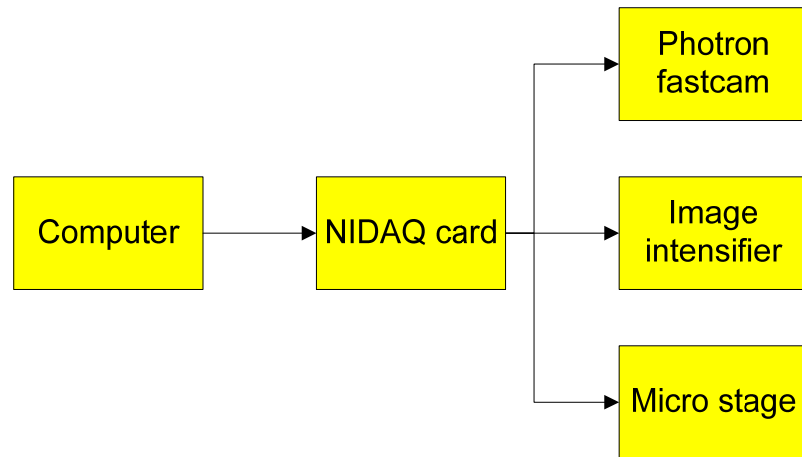 Photron
fastcam
Computer
NIDAQ card
Image
intensifier
Micro stage